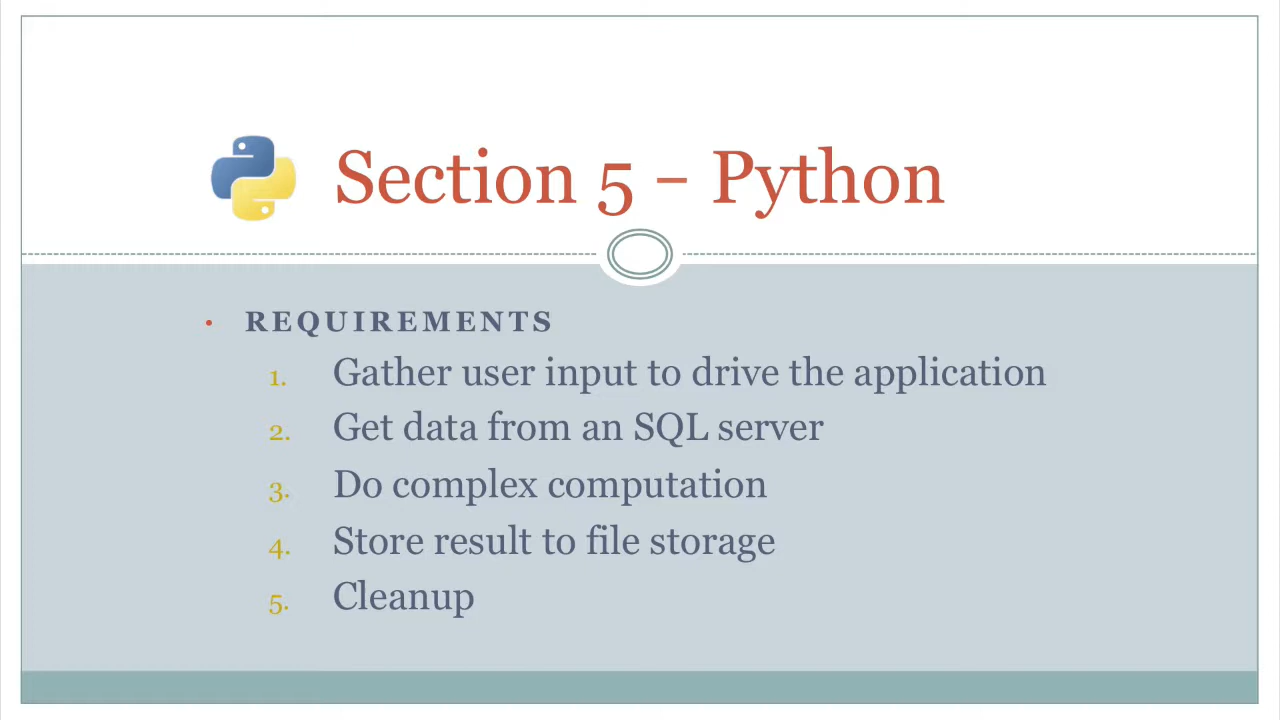 Section 5 – Python
• REQUIREMENTS
1. Gather user input to drive the application
2. Get data from an SQL server
3. Do complex computation
4. Store result to file storage
5. Cleanup